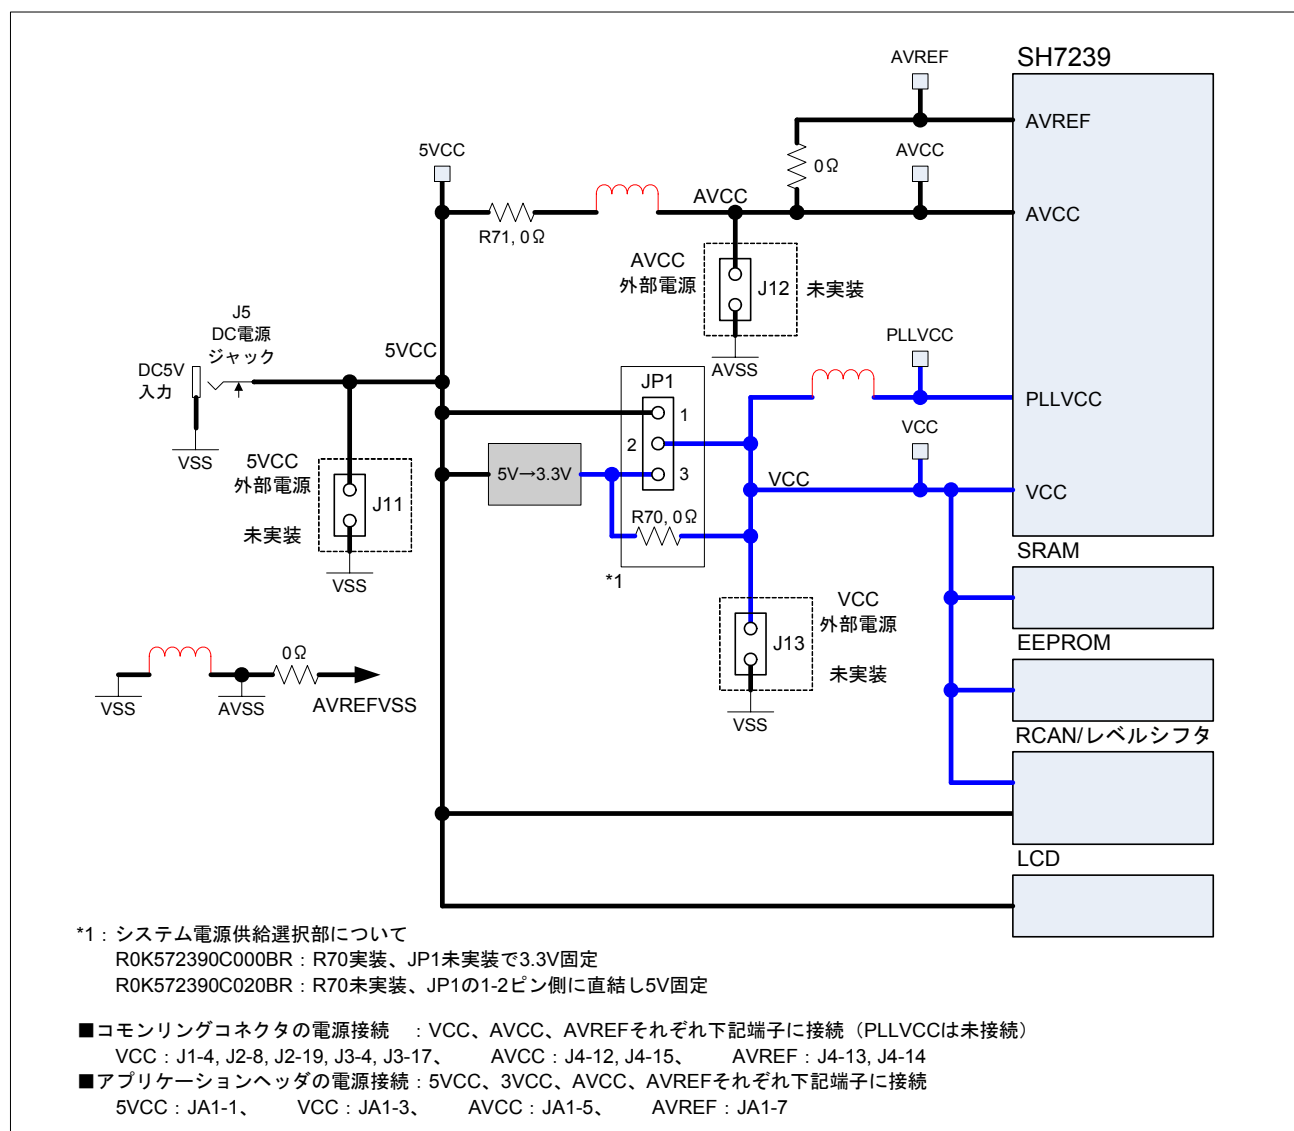 SH7239
AVREF
AVREF
5VCC
AVCC
0Ω
AVCC
AVCC
R71, 0Ω
AVCC
外部電源
J12
未実装
J5
DC電源
ジャック
5VCC
PLLVCC
DC5V
入力
AVSS
JP1
1
PLLVCC
VCC
2
VSS
5VCC
外部電源
5V→3.3V
3
VCC
VCC
J11
R70, 0Ω
未実装
SRAM
VSS
*1
VCC
外部電源
J13
EEPROM
0Ω
未実装
VSS
AVSS
AVREFVSS
VSS
RCAN/レベルシフタ
LCD
*1：システム電源供給選択部について
R0K572390C000BR：R70実装、JP1未実装で3.3V固定
R0K572390C020BR：R70未実装、JP1の1-2ピン側に直結し5V固定
■コモンリングコネクタの電源接続　：VCC、AVCC、AVREFそれぞれ下記端子に接続（PLLVCCは未接続）
VCC：J1-4, J2-8, J2-19, J3-4, J3-17、　　AVCC：J4-12, J4-15、　　AVREF：J4-13, J4-14
■アプリケーションヘッダの電源接続：5VCC、3VCC、AVCC、AVREFそれぞれ下記端子に接続
5VCC：JA1-1、　　VCC：JA1-3、　　AVCC：JA1-5、　　AVREF：JA1-7